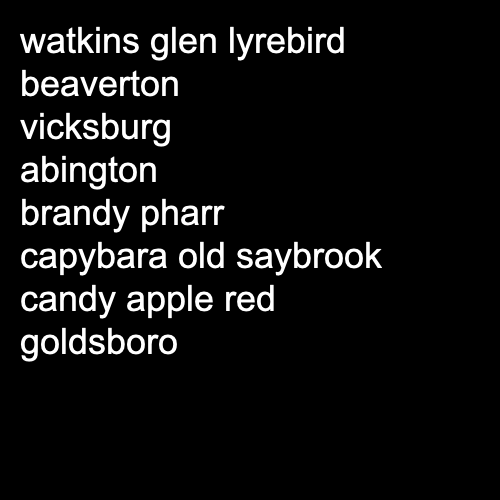 watkins glen lyrebird
beaverton
vicksburg
abington
brandy pharr
capybara old saybrook
candy apple red
goldsboro